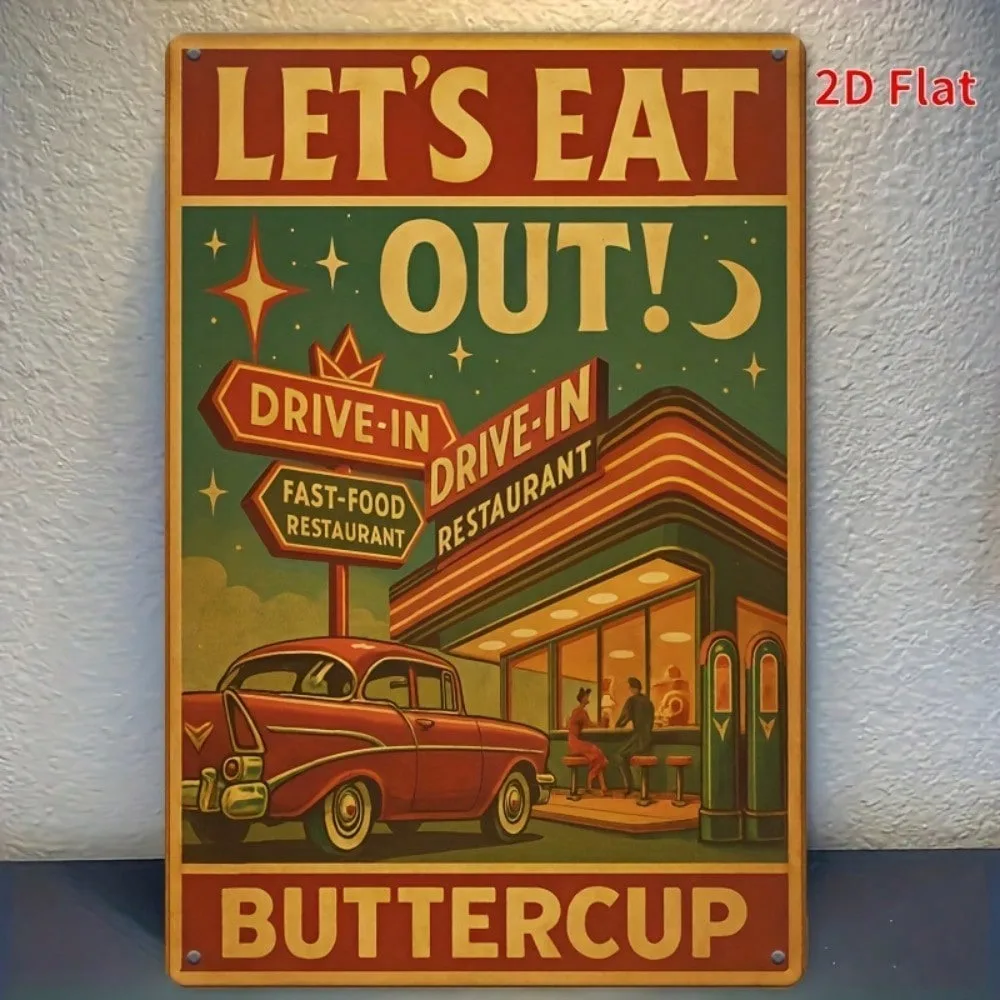 LET'S EAT
OUT!
DRIVE-IN
FAST-FOOD
RESTAURANT
DRIVE-IN
RESTAURANT
BUTTERCUP
2D Flat